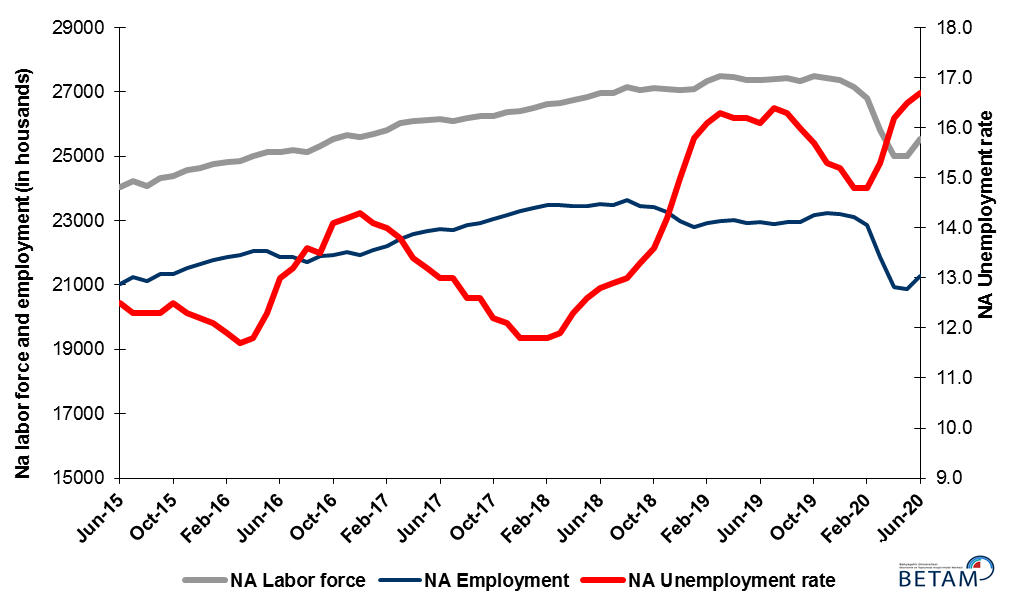 Na labor force and employment (in housands)
29000
27000
25000
23000
21000
19000
17000
15000
18.0
17.0
16.0
15.0
14.0
13.0
12.0
11.0
10.0
9.0
NA Unemployment rate
Jun-15
Oct-15
Feb-16
Jun-16
Oct-16
Feb-17
Jun-17
Oct-17
Feb-18
Jun-18
Oct-18
Feb-19
Jun-19
Oct-19
Feb-20
Jun-20
NA Labor force NA Employment NA Unemployment rate
BETAM